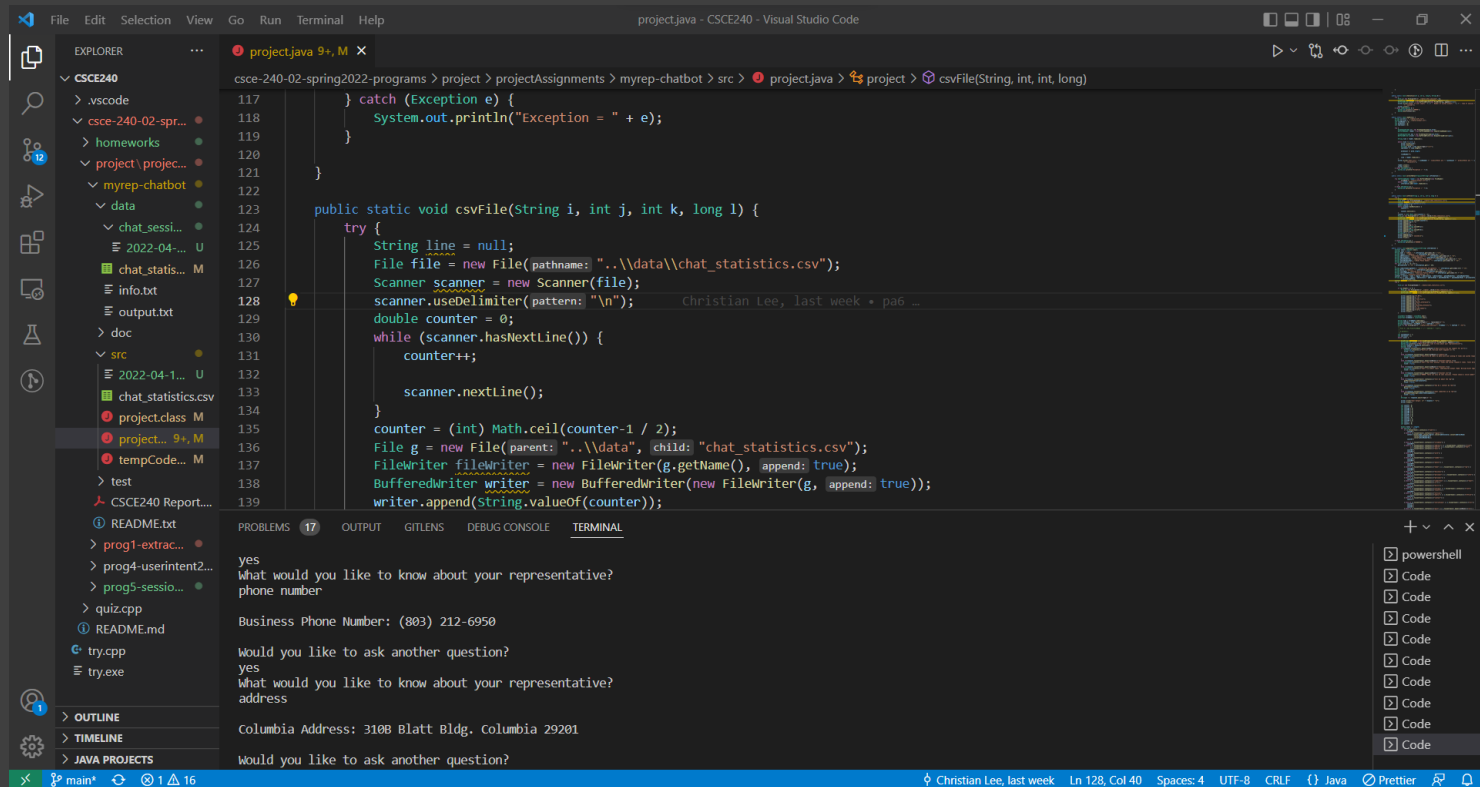 File Edit Selection View Go Run Terminal Help
project.java - CSCE240 - Visual Studio Code
EXPLORER
CSCE240
.vscode
csce-240-02-spr...
homeworks
project \ projec...
myrep-chatbot
data
chat_sessi...
2022-04-... U
chat_statis... M
info.txt
output.txt
doc
src
2022-04-1... U
chat_statistics.csv
project.class M
project... 9+, M
tempCode... M
test
CSCE240 Report....
README.txt
prog1-extrac...
prog4-userintent2...
prog5-sessio...
quiz.cpp
README.md
try.cpp
try.exe
OUTLINE
TIMELINE
JAVA PROJECTS
12
1
project.java 9+, M
csce-240-02-spring2022-programs > project > projectAssignments > myrep-chatbot > src > project.java > project > csvFile(String, int, int, long)
117 } catch (Exception e) {
118 System.out.println("Exception = " + e);
119 }
120
121 }
122
123 public static void csvFile(String i, int j, int k, long l) {
124 try {
125 String line = null;
126 File file = new File(pathname: "..\\data\\chat_statistics.csv");
127 Scanner scanner = new Scanner(file);
128 scanner.useDelimiter(pattern: "\n"); Christian Lee, last week • pa6 …
129 double counter = 0;
130 while (scanner.hasNextLine()) {
131 counter++;
132
133 scanner.nextLine();
134 }
135 counter = (int) Math.ceil(counter-1 / 2);
136 File g = new File(parent: "..\\data", child: "chat_statistics.csv");
137 FileWriter fileWriter = new FileWriter(g.getName(), append: true);
138 BufferedWriter writer = new BufferedWriter(new FileWriter(g, append: true));
139 writer.append(String.valueOf(counter));
PROBLEMS 17 OUTPUT GITLENS DEBUG CONSOLE TERMINAL
yes
What would you like to know about your representative?
phone number
Business Phone Number: (803) 212-6950
Would you like to ask another question?
yes
What would you like to know about your representative?
address
Columbia Address: 310B Blatt Bldg. Columbia 29201
Would you like to ask another question?
powershell
Code
Code
Code
Code
Code
Code
Code
Code
Code
main* 1 16
Christian Lee, last week Ln 128, Col 40 Spaces: 4 UTF-8 CRLF {} Java Prettier